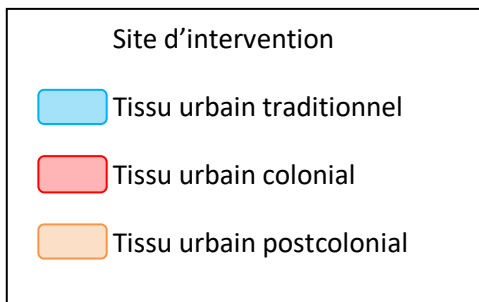 Site d’intervention
Tissu urbain traditionnel
Tissu urbain colonial
Tissu urbain postcolonial